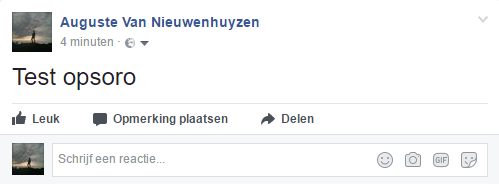 Auguste Van Nieuwenhuyzen
4 minuten ·
Test opsoro
Leuk Opmerking plaatsen Delen
Schrijf een reactie... GIF